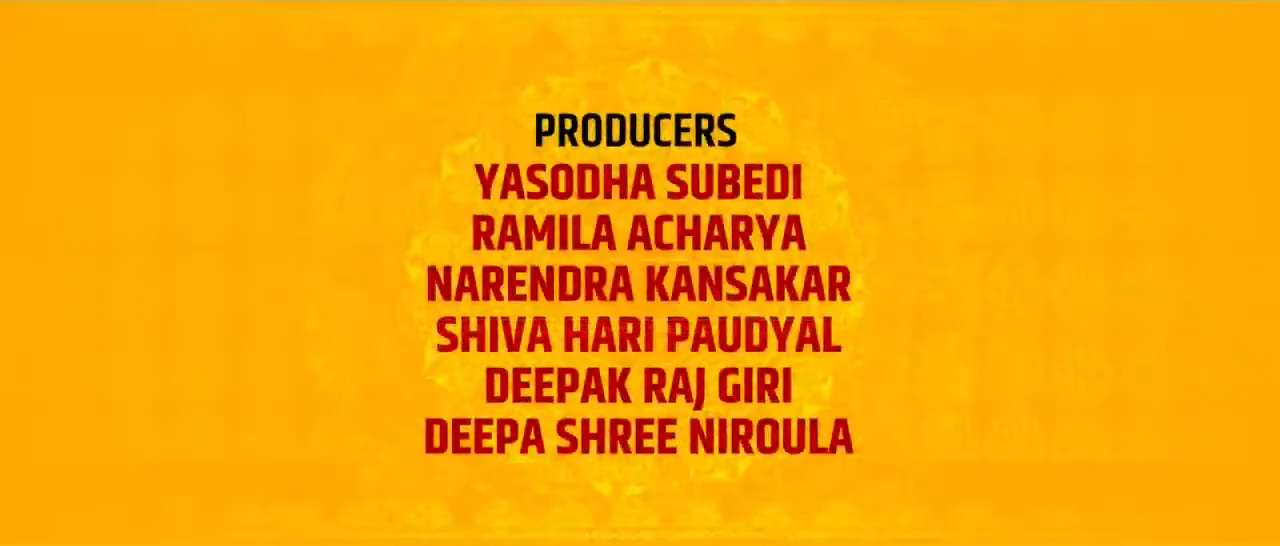 PRODUCERS
YASODHA SUBEDI
RAMILA ACHARYA
NARENDRA KANSAKAR
SHIVA HARI PAUDYAL
DEEPAK RAJ GIRI
DEEPA SHREE NIROULA